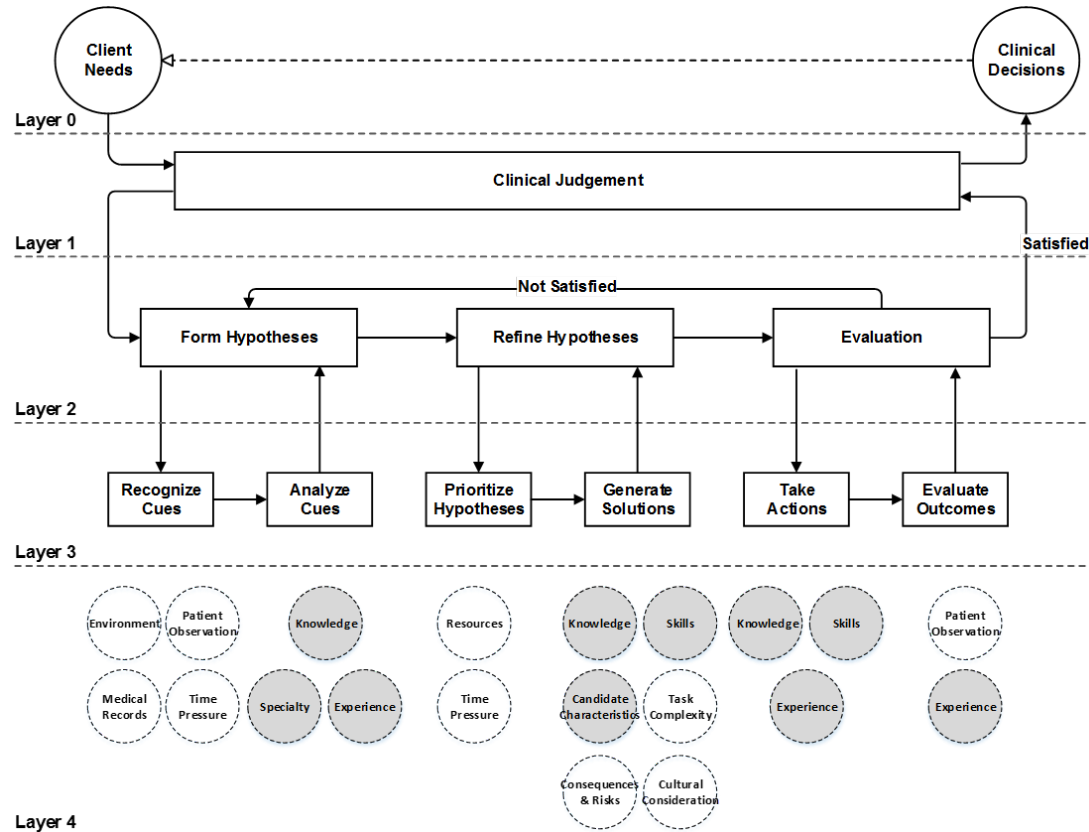 Client
Needs
Clinical
Decisions
Layer 0
Clinical Judgement
Layer 1
Satisfied
Not Satisfied
Form Hypotheses
Refine Hypotheses
Evaluation
Layer 2
Recognize
Cues
Analyze
Cues
Prioritize
Hypotheses
Generate
Solutions
Take
Actions
Evaluate
Outcomes
Layer 3
Environment
Patient
Observation
Knowledge
Resources
Knowledge
Skills
Knowledge
Skills
Patient
Observation
Medical
Records
Time
Pressure
Specialty
Experience
Time
Pressure
Candidate
Characteristics
Task
Complexity
Experience
Experience
Consequences
& Risks
Cultural
Consideration
Layer 4